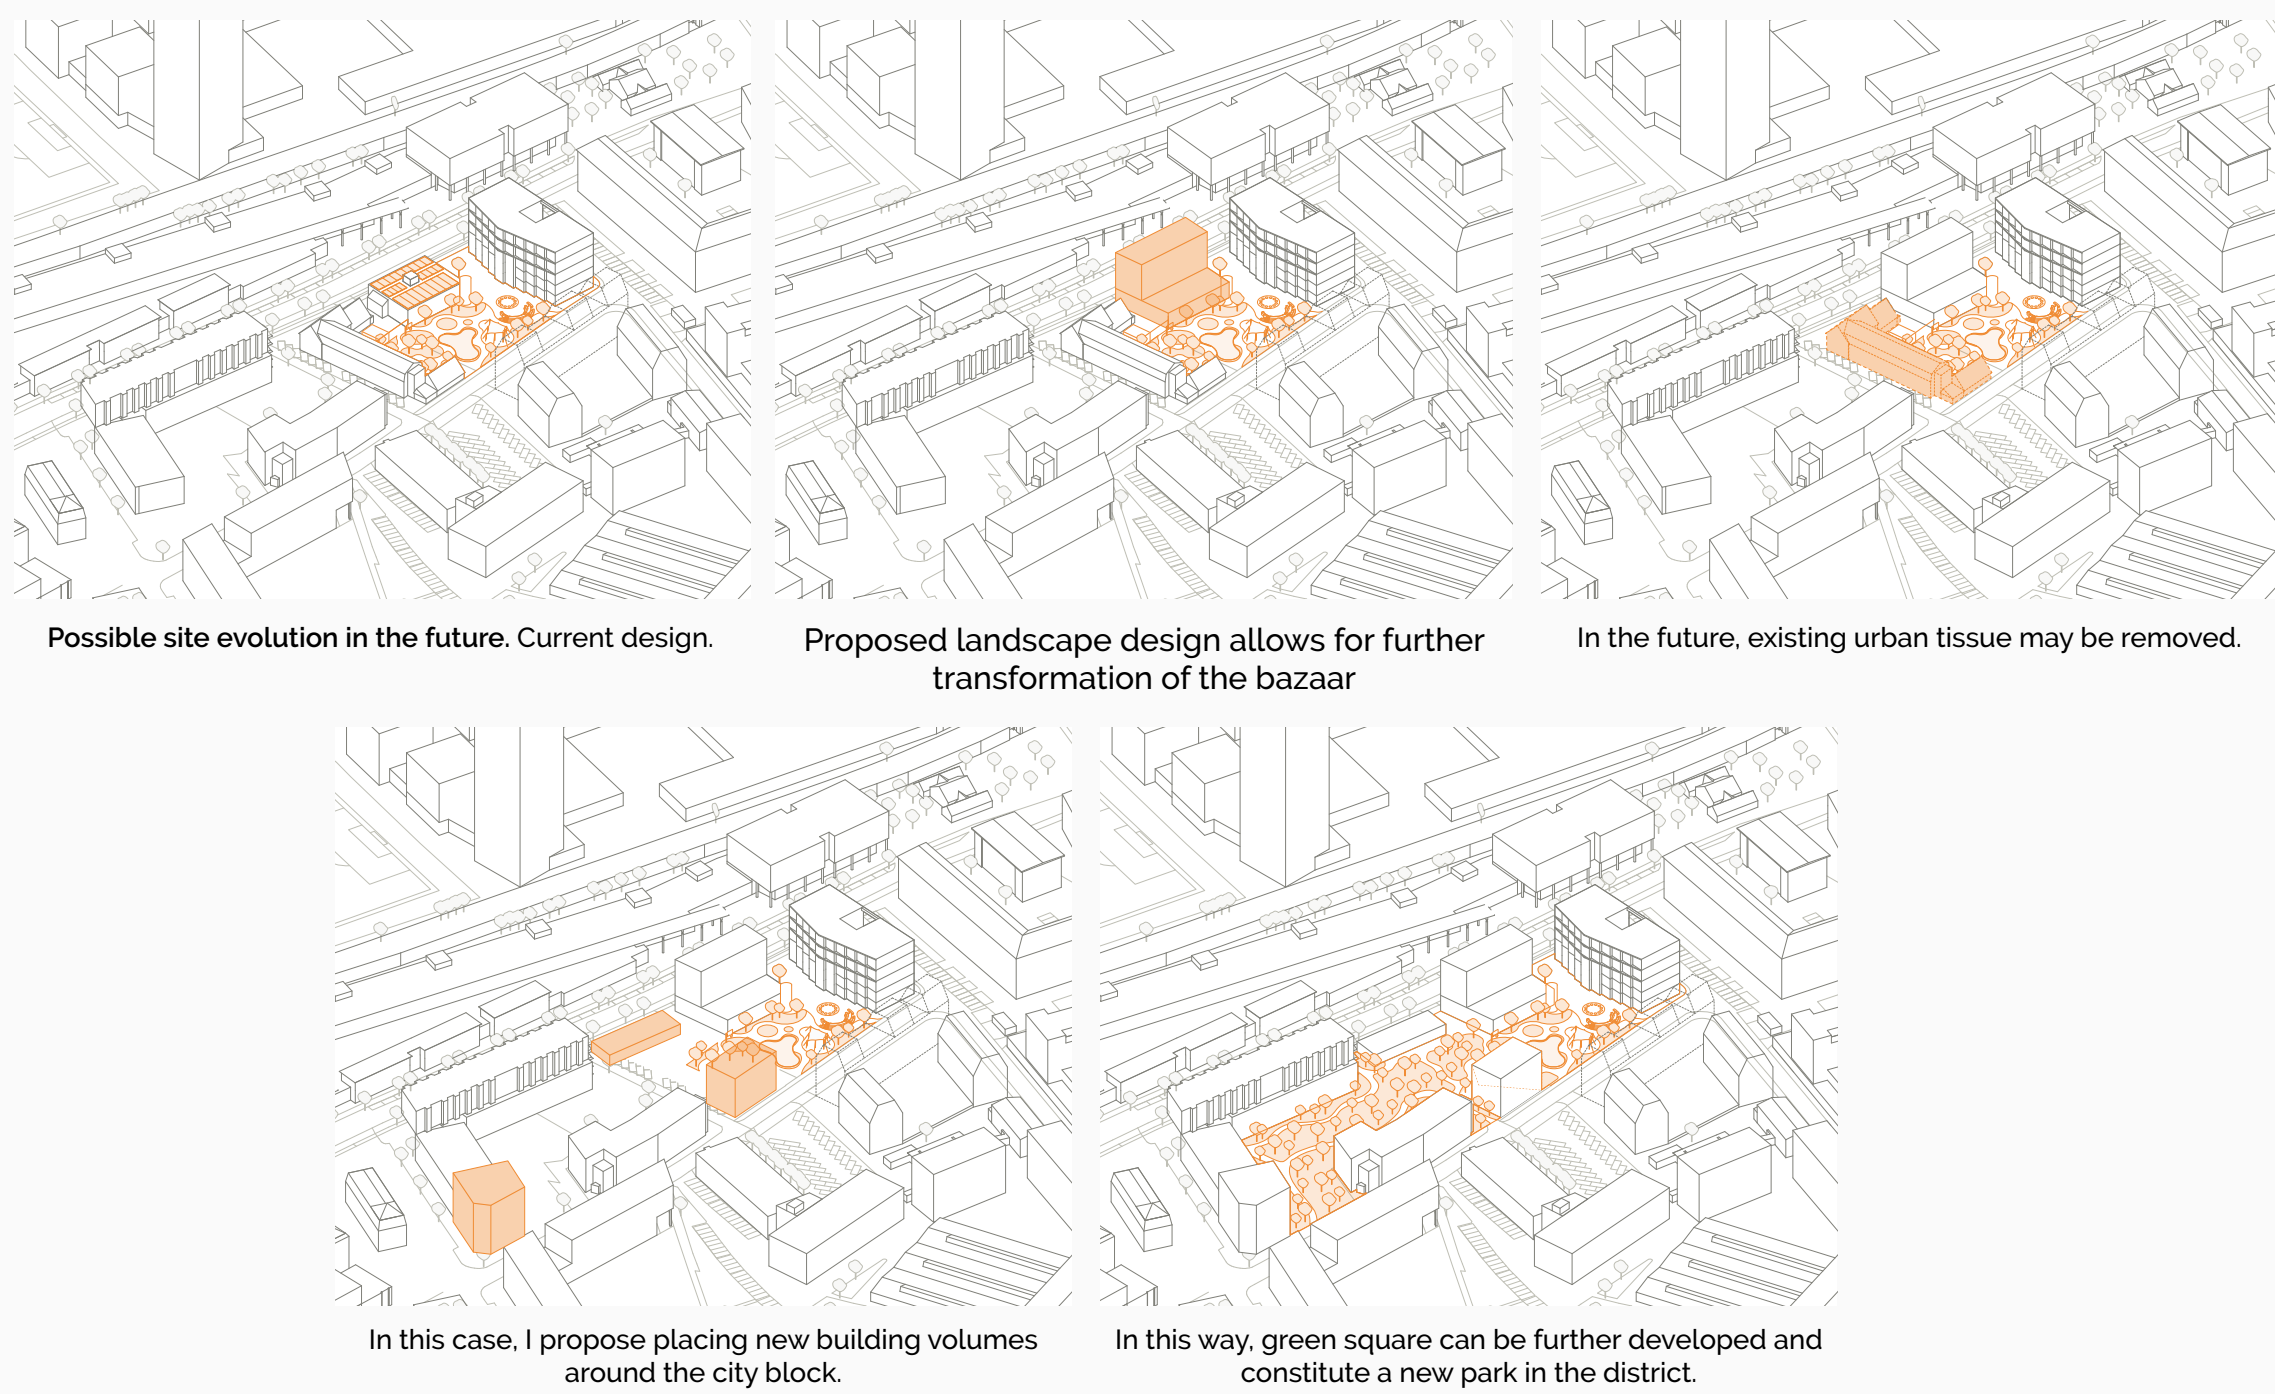 Possible site evolution in the future. Current design.
Proposed landscape design allows for further
transformation of the bazaar
In the future, existing urban tissue may be removed.
In this case, I propose placing new building volumes
around the city block.
In this way, green square can be further developed and
constitute a new park in the district.